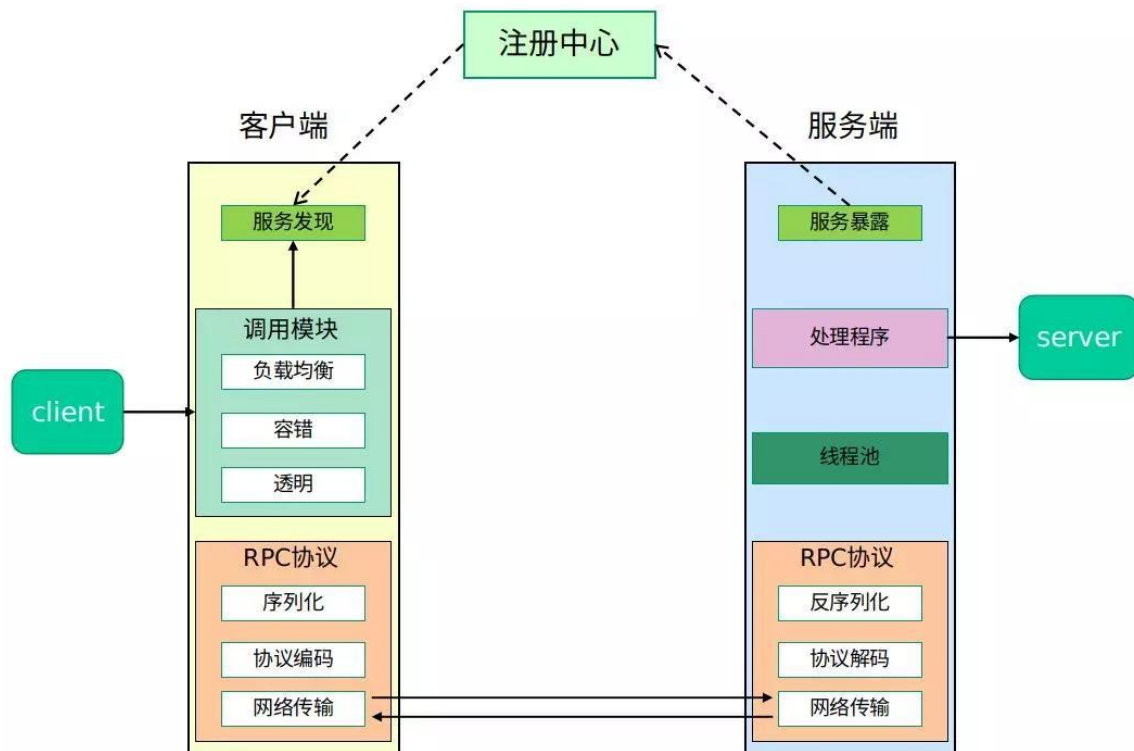 注册中心
客户端
服务端
服务发现
服务暴露
调用模块
负载均衡
容错
透明
client
处理程序
server
线程池
RPC协议
序列化
协议编码
网络传输
RPC协议
反序列化
协议解码
网络传输